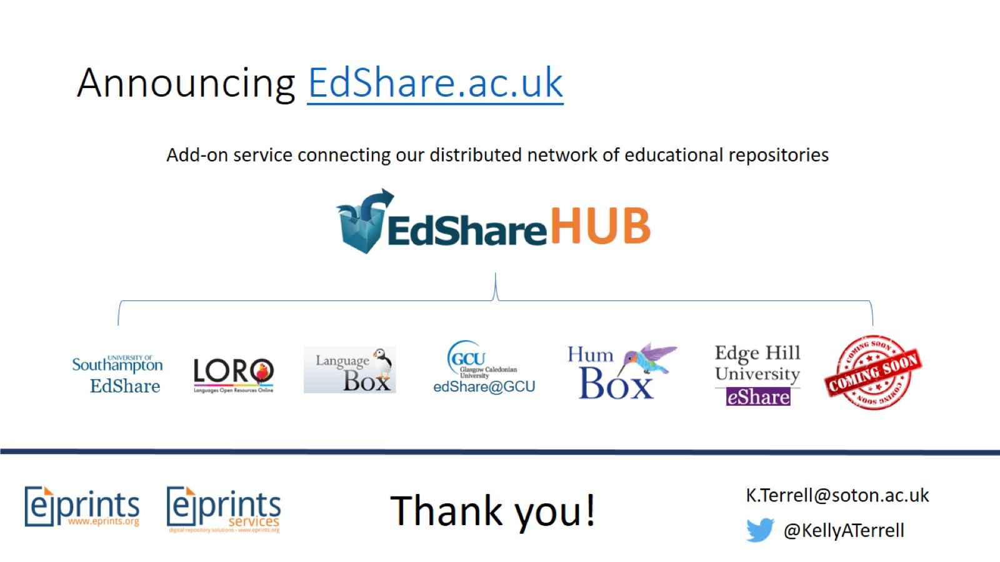 Announcing EdShare.ac.uk
Add-on service connecting our distributed network of educational repositories
EdShareHUB
UNIVERSITY OF
Southampton
EdShare
LORO
Languages Open Resources Online
Language
Box
GCU
Glasgow Caledonian
University
edShare@GCU
Hum
Box
Edge Hill
University
eShare
COMING SOON
COMING SOON
COMING SOON
COMING SOON
eprints
www.eprints.org
eprints
services
digital repository solutions - www.eprints.org
Thank you!
K.Terrell@soton.ac.uk
@KellyATerrell